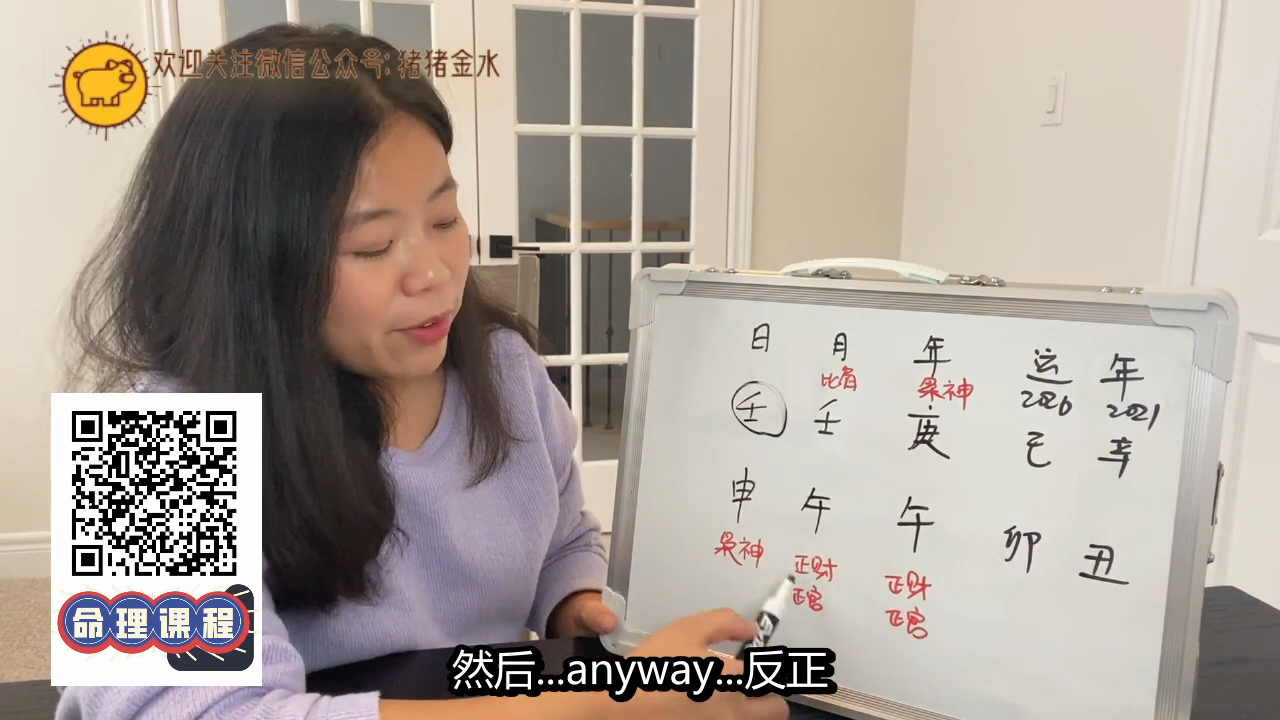 欢迎关注微信公众号: 猪猪金水
日 月 年 运 年
比肩 枭神 2020 2021
壬 壬 庚 己 辛
申 午 午 卯 丑
枭神 正财 正财
正官 正官
命理课程
然后...anyway...反正